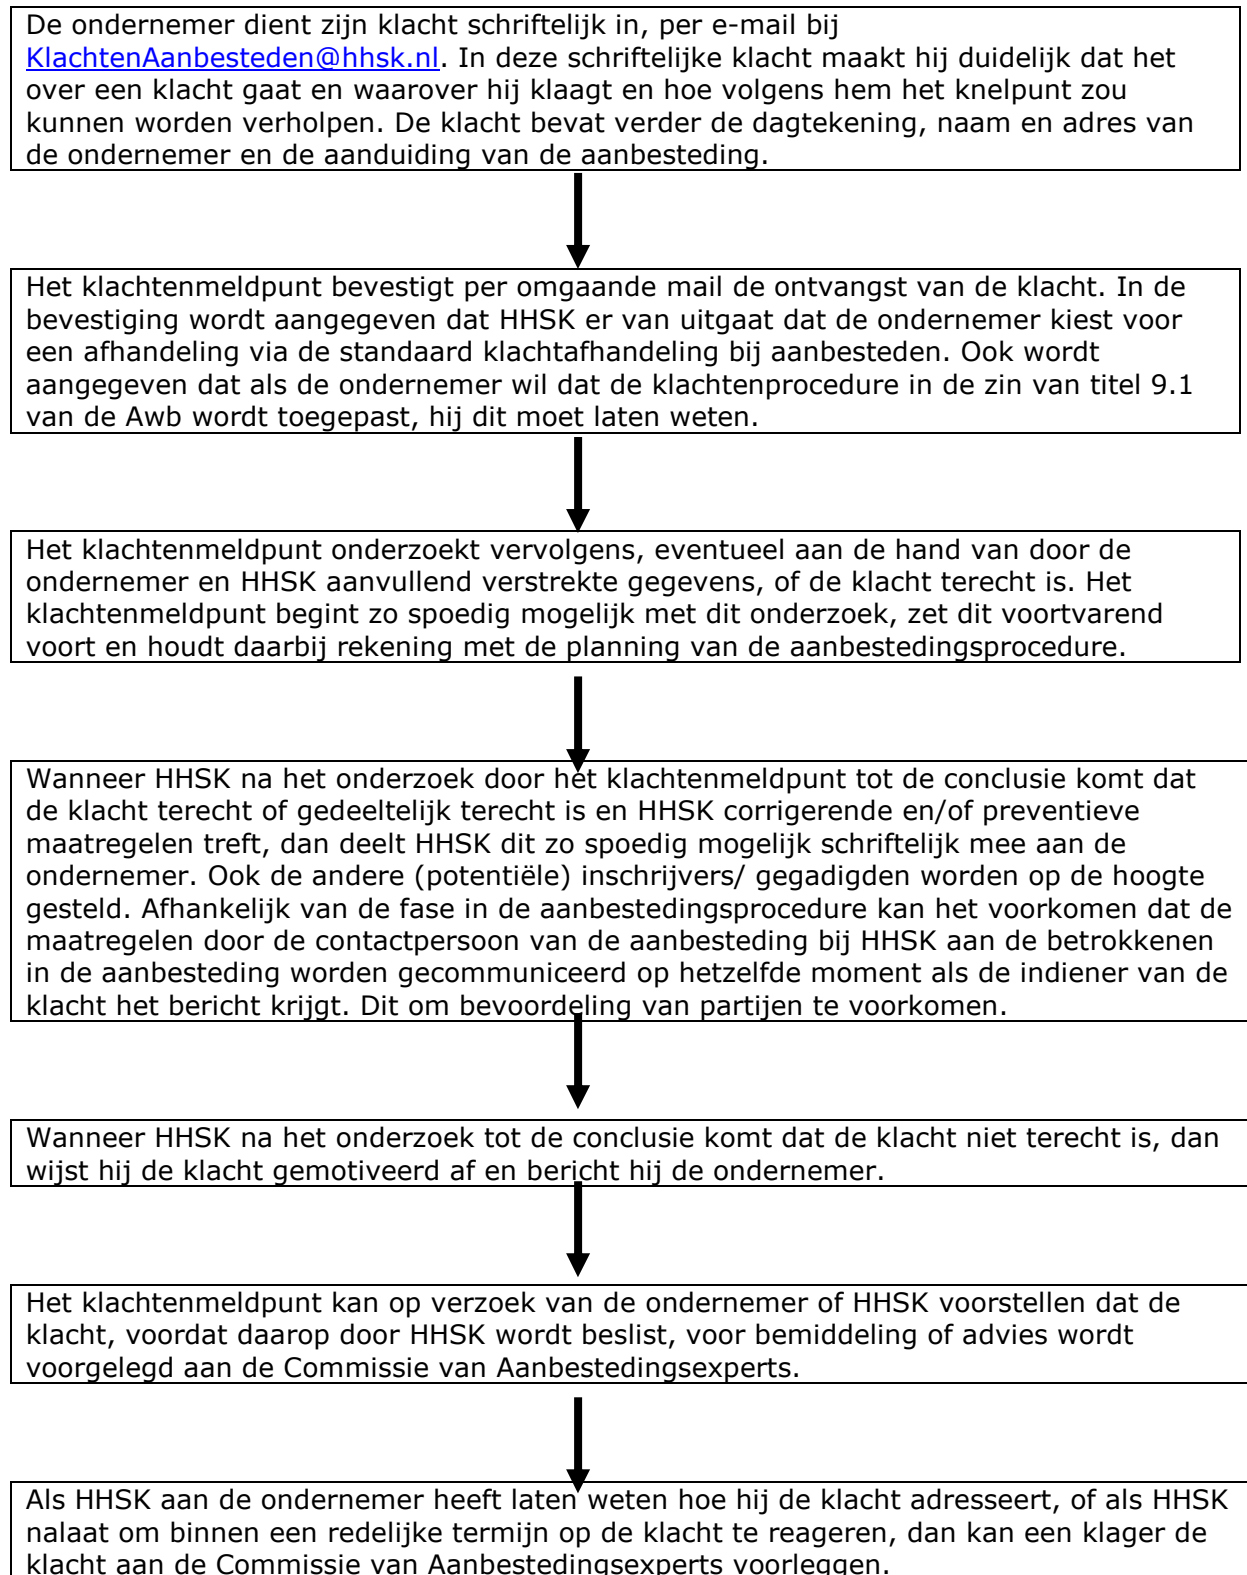 De ondernemer dient zijn klacht schriftelijk in, per e-mail bij
KlachtenAanbesteden@hhsk.nl. In deze schriftelijke klacht maakt hij duidelijk dat het
over een klacht gaat en waarover hij klaagt en hoe volgens hem het knelpunt zou
kunnen worden verholpen. De klacht bevat verder de dagtekening, naam en adres van
de ondernemer en de aanduiding van de aanbesteding.
Het klachtenmeldpunt bevestigt per omgaande mail de ontvangst van de klacht. In de
bevestiging wordt aangegeven dat HHSK er van uitgaat dat de ondernemer kiest voor
een afhandeling via de standaard klachtafhandeling bij aanbesteden. Ook wordt
aangegeven dat als de ondernemer wil dat de klachtenprocedure in de zin van titel 9.1
van de Awb wordt toegepast, hij dit moet laten weten.
Het klachtenmeldpunt onderzoekt vervolgens, eventueel aan de hand van door de
ondernemer en HHSK aanvullend verstrekte gegevens, of de klacht terecht is. Het
klachtenmeldpunt begint zo spoedig mogelijk met dit onderzoek, zet dit voortvarend
voort en houdt daarbij rekening met de planning van de aanbestedingsprocedure.
Wanneer HHSK na het onderzoek door het klachtenmeldpunt tot de conclusie komt dat
de klacht terecht of gedeeltelijk terecht is en HHSK corrigerende en/of preventieve
maatregelen treft, dan deelt HHSK dit zo spoedig mogelijk schriftelijk mee aan de
ondernemer. Ook de andere (potentiële) inschrijvers/ gegadigden worden op de hoogte
gesteld. Afhankelijk van de fase in de aanbestedingsprocedure kan het voorkomen dat de
maatregelen door de contactpersoon van de aanbesteding bij HHSK aan de betrokkenen
in de aanbesteding worden gecommuniceerd op hetzelfde moment als de indiener van de
klacht het bericht krijgt. Dit om bevoordeling van partijen te voorkomen.
Wanneer HHSK na het onderzoek tot de conclusie komt dat de klacht niet terecht is, dan
wijst hij de klacht gemotiveerd af en bericht hij de ondernemer.
Het klachtenmeldpunt kan op verzoek van de ondernemer of HHSK voorstellen dat de
klacht, voordat daarop door HHSK wordt beslist, voor bemiddeling of advies wordt
voorgelegd aan de Commissie van Aanbestedingsexperts.
Als HHSK aan de ondernemer heeft laten weten hoe hij de klacht adresseert, of als HHSK
nalaat om binnen een redelijke termijn op de klacht te reageren, dan kan een klager de
klacht aan de Commissie van Aanbestedingsexperts voorleggen.